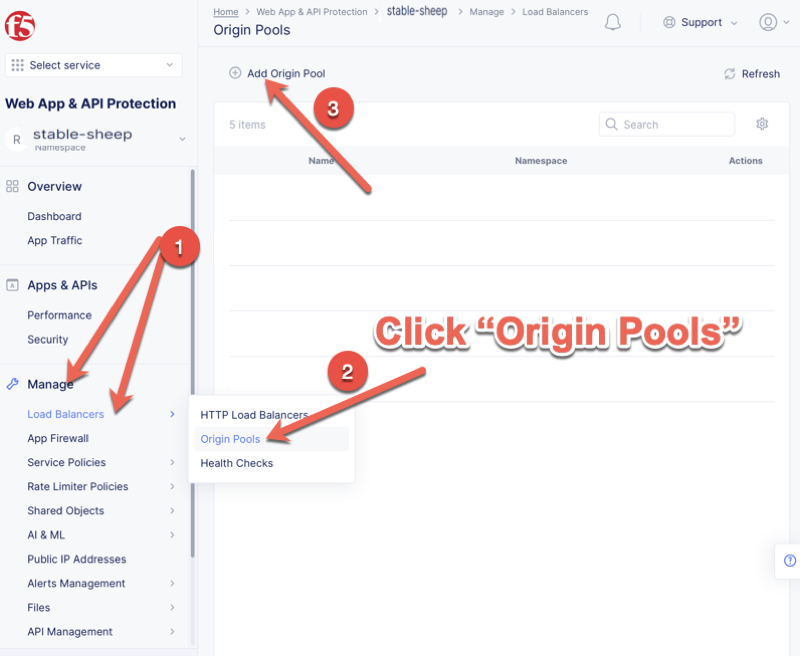 f5
Home > Web App & API Protection > stable-sheep > Manage > Load Balancers
Origin Pools
Support
Select service
Web App & API Protection
R
stable-sheep
Namespace
Overview
Dashboard
App Traffic
Apps & APIs
Performance
Security
Manage
Load Balancers
App Firewall
Service Policies
Rate Limiter Policies
Shared Objects
AI & ML
Public IP Addresses
Alerts Management
Files
API Management
HTTP Load Balancers
Origin Pools
Health Checks
Add Origin Pool
Refresh
5 items
Search
Name
Namespace
Actions
1
2
3
Click “Origin Pools”